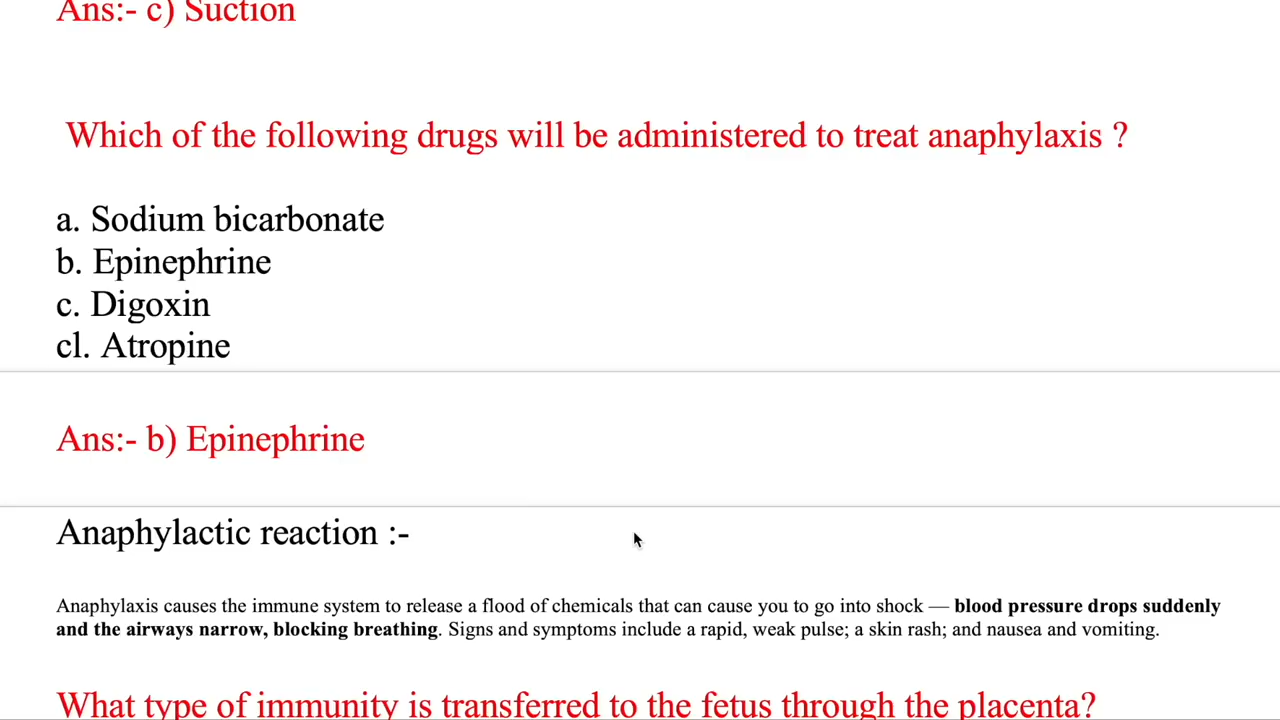 Ans:- c) Suction
Which of the following drugs will be administered to treat anaphylaxis ?
a. Sodium bicarbonate
b. Epinephrine
c. Digoxin
cl. Atropine
Ans:- b) Epinephrine
Anaphylactic reaction :-
Anaphylaxis causes the immune system to release a flood of chemicals that can cause you to go into shock — blood pressure drops suddenly
and the airways narrow, blocking breathing. Signs and symptoms include a rapid, weak pulse; a skin rash; and nausea and vomiting.
What type of immunity is transferred to the fetus through the placenta?